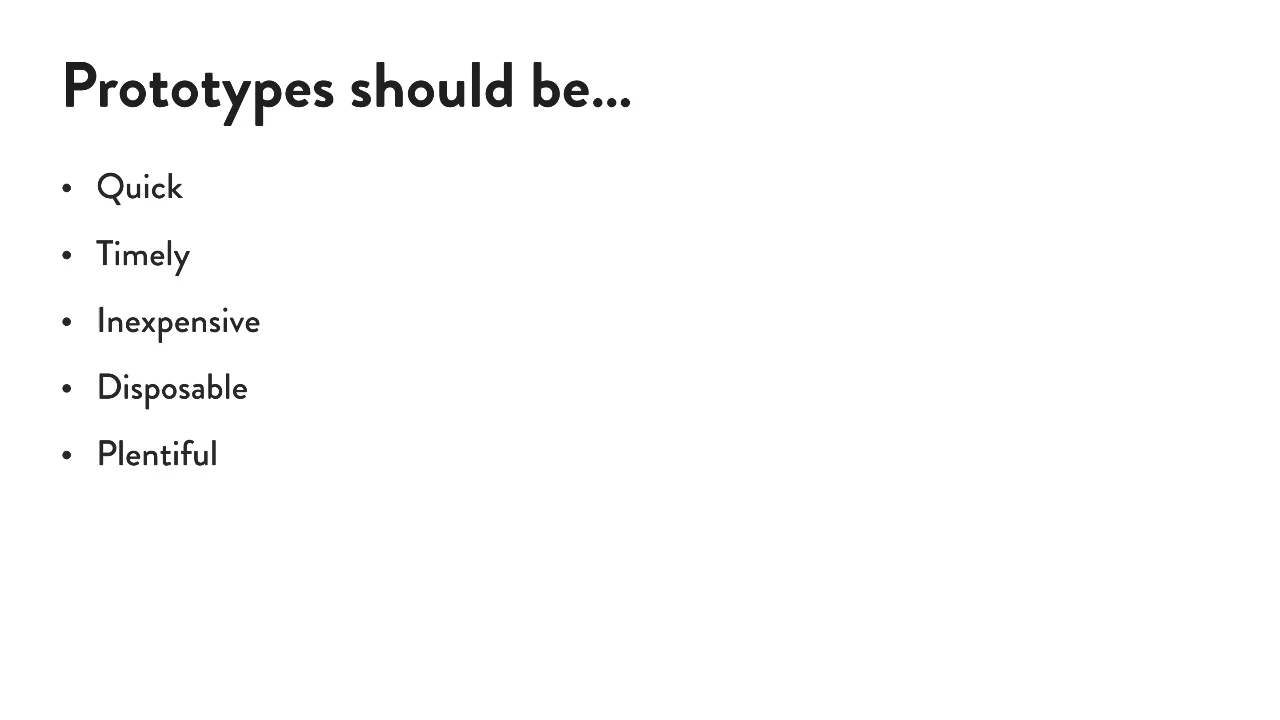 Prototypes should be...
• Quick
• Timely
• Inexpensive
• Disposable
• Plentiful